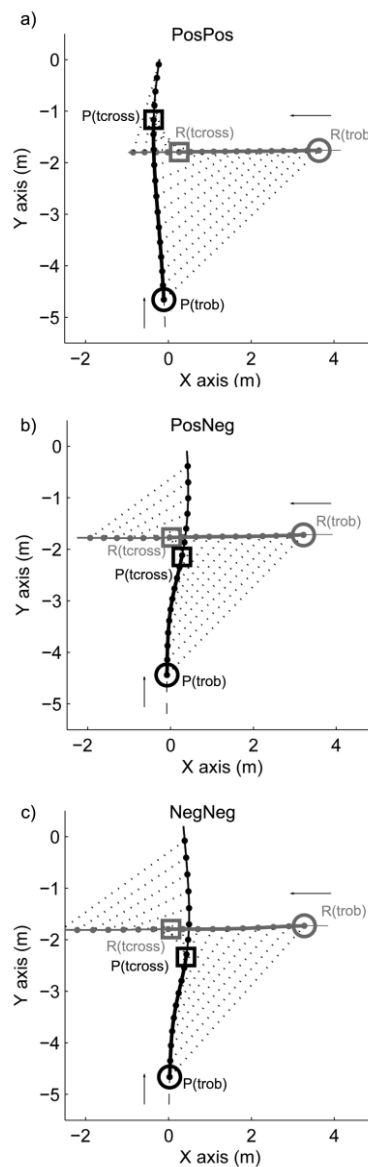 a)
PosPos
0
P(tcross)
−1
R(tcross)
R(trob)
−2
−3
−4
P(trob)
−5
−2
0
2
4
X axis (m)
Y axis (m)
b)
PosNeg
0
−1
R(trob)
R(tcross)
−2
P(tcross)
−3
−4
P(trob)
−5
−2
0
2
4
X axis (m)
Y axis (m)
c)
NegNeg
0
−1
R(trob)
−2
R(tcross)
P(tcross)
−3
−4
P(trob)
−5
−2
0
2
4
X axis (m)
Y axis (m)